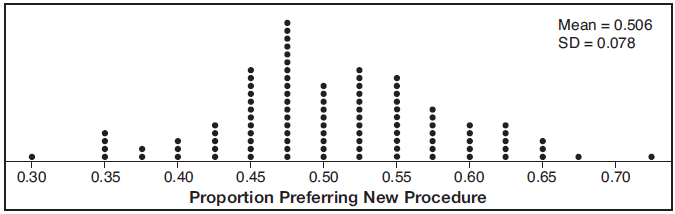 Mean = 0.506
SD = 0.078
0.30 0.35 0.40 0.45 0.50 0.55 0.60 0.65 0.70
Proportion Preferring New Procedure